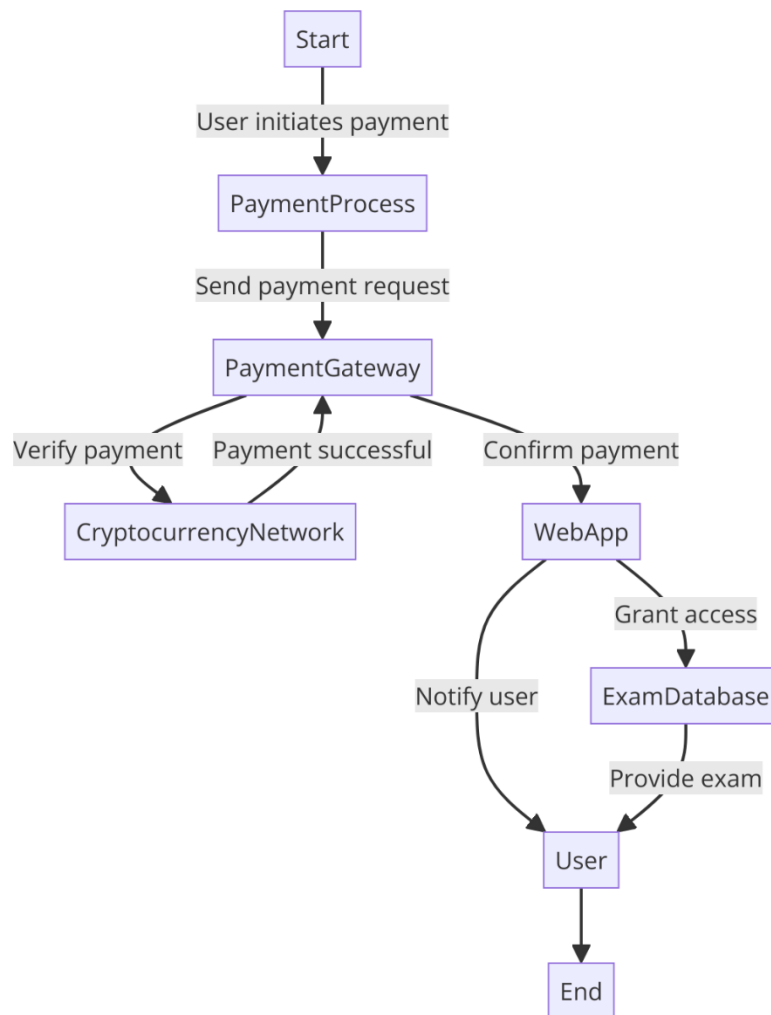 Start
User initiates payment
PaymentProcess
Send payment request
PaymentGateway
Verify payment
Payment successful
Confirm payment
CryptocurrencyNetwork
WebApp
Grant access
Notify user
ExamDatabase
Provide exam
User
End